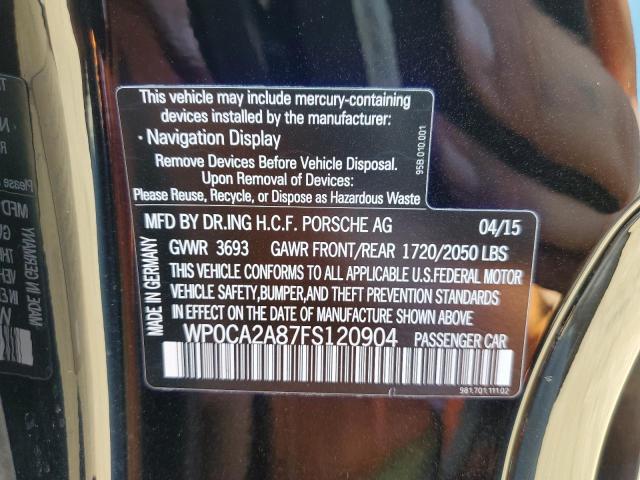 This vehicle may include mercury-containing
devices installed by the manufacturer:
· Navigation Display
Remove Devices Before Vehicle Disposal.
Upon Removal of Devices:
Please Reuse, Recycle, or Dispose as Hazardous Waste
95B.010.001
MFD BY DR.ING H.C.F. PORSCHE AG 04/15
GVWR 3693 GAWR FRONT/REAR 1720/2050 LBS
THIS VEHICLE CONFORMS TO ALL APPLICABLE U.S.FEDERAL MOTOR
VEHICLE SAFETY,BUMPER,AND THEFT PREVENTION STANDARDS
IN EFFECT ON THE DATE OF MANUFACTURE SHOWN ABOVE.
WP0CA2A87FS120904 PASSENGER CAR
MADE IN GERMANY
981.701.111.02